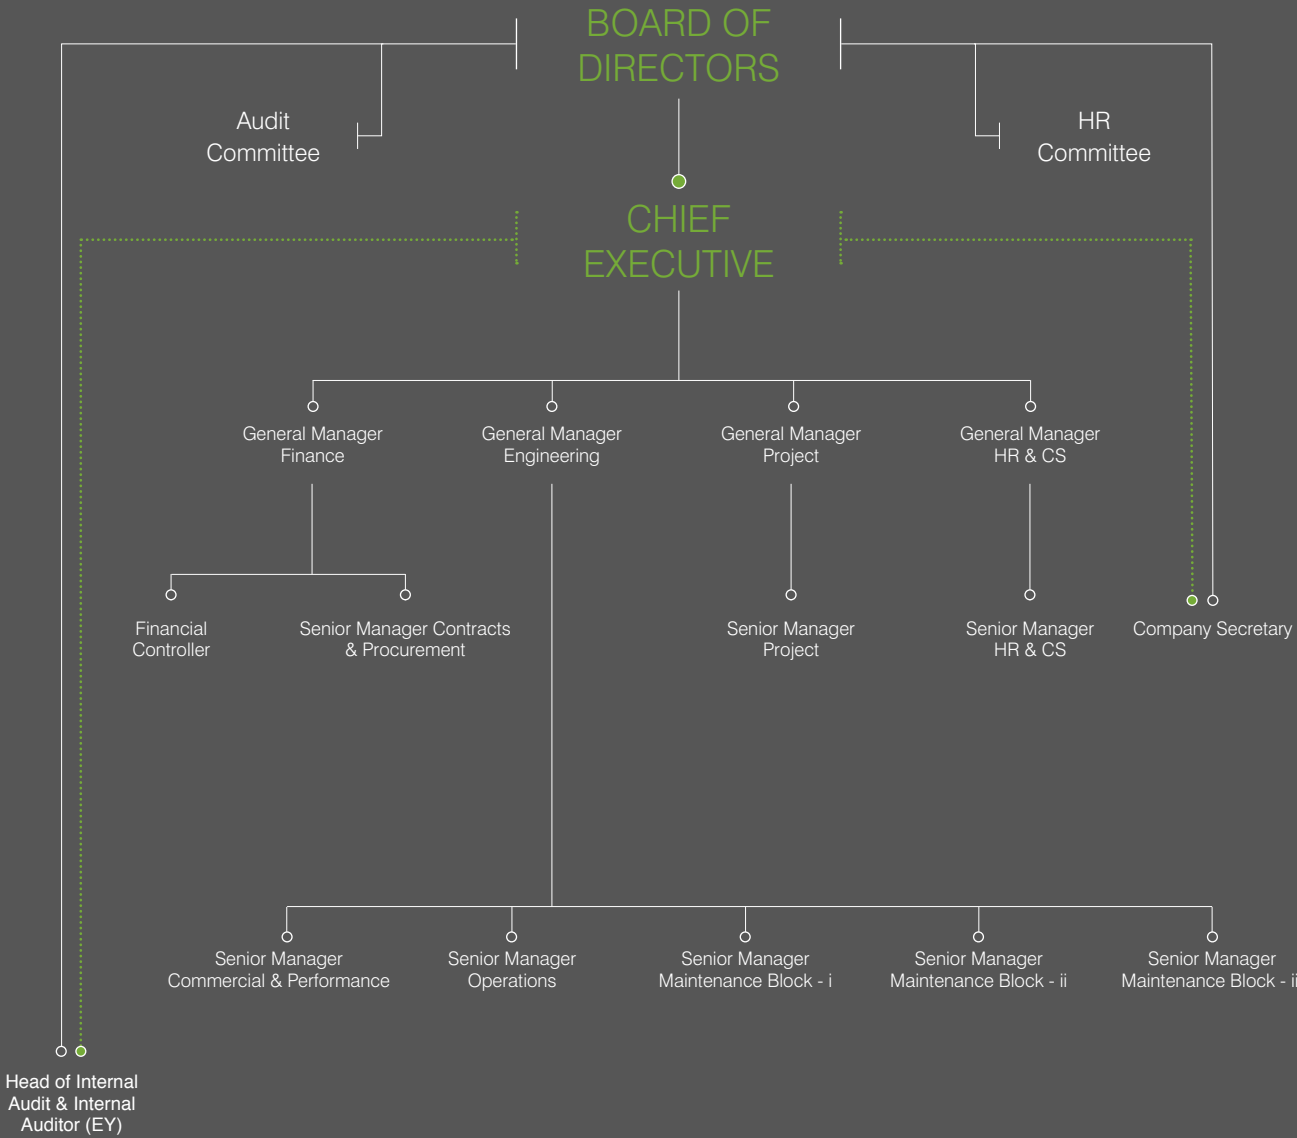 BOARD OF
DIRECTORS
Audit
Committee
HR
Committee
CHIEF
EXECUTIVE
General Manager
Finance
General Manager
Engineering
General Manager
Project
General Manager
HR & CS
Financial
Controller
Senior Manager Contracts
& Procurement
Senior Manager
Project
Senior Manager
HR & CS
Company Secretary
Senior Manager
Commercial & Performance
Senior Manager
Operations
Senior Manager
Maintenance Block - i
Senior Manager
Maintenance Block - ii
Senior Manager
Maintenance Block -
Head of Internal
Audit & Internal
Auditor (EY)